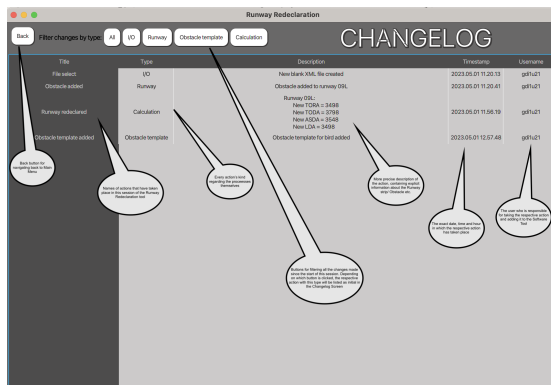 Runway Redeclaration
Back
Filter changes by type:
All
I/O
Runway
Obstacle template
Calculation
CHANGELOG
Title
Type
Description
Timestamp
Username
File select
I/O
New blank XML file created
2023.05.01 11.20.13
gdl1u21
Obstacle added
Runway
Obstacle added to runway 09L
2023.05.01 11.20.41
gdl1u21
Runway redeclared
Calculation
Runway 09L:
New TORA = 3498
New TODA = 3798
New ASDA = 3548
New LDA = 3498
2023.05.01 11.56.19
gdl1u21
Obstacle template added
Obstacle template
Obstacle template for bird added
2023.05.01 12.57.48
gdl1u21
Back button for
navigating back to Main
Menu
Names of actions that have taken
place in this session of the Runway
Redeclaration tool
Every action's kind
regarding the processes
themselves
More precise description of
the action, containing explicit
information about the Runway
strip/ Obstacle etc.
The exact date, time and hour
in which the respective action
has taken place
The user who is responsible
for taking the respective action
and adding it to the Software
Tool
Buttons for filtering all the changes made
since the start of this session. Depending
on which button is clicked, the respective
action with this type will be listed as initial in
the Changelog Screen